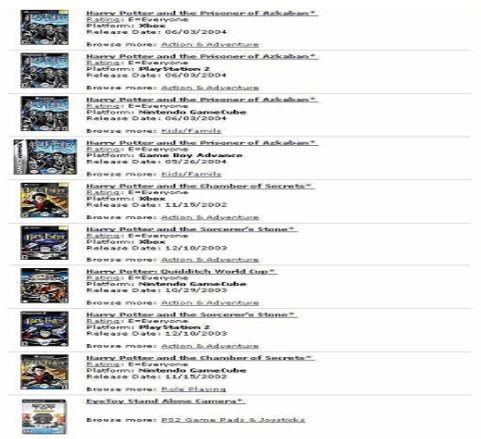 Harry Potter and the Prisoner of Azkaban*
Rating: E=Everyone
Platform: Xbox
Release Date: 06/03/2004
Browse more: Action & Adventure
Harry Potter and the Prisoner of Azkaban*
Rating: E=Everyone
Platform: PlayStation 2
Release Date: 06/03/2004
Browse more: Action & Adventure
Harry Potter and the Prisoner of Azkaban*
Rating: E=Everyone
Platform: Nintendo GameCube
Release Date: 06/03/2004
Browse more: Kids/Family
Harry Potter and the Prisoner of Azkaban*
Rating: E=Everyone
Platform: Game Boy Advance
Release Date: 05/26/2004
Browse more: Kids/Family
Harry Potter and the Chamber of Secrets*
Rating: E=Everyone
Platform: Xbox
Release Date: 11/15/2002
Browse more: Action & Adventure
Harry Potter and the Sorcerer's Stone*
Rating: E=Everyone
Platform: Xbox
Release Date: 12/10/2003
Browse more: Action & Adventure
Harry Potter: Quidditch World Cup*
Rating: E=Everyone
Platform: Nintendo GameCube
Release Date: 10/29/2003
Browse more: Action & Adventure
Harry Potter and the Sorcerer's Stone*
Rating: E=Everyone
Platform: PlayStation 2
Release Date: 12/10/2003
Browse more: Action & Adventure
Harry Potter and the Chamber of Secrets*
Rating: E=Everyone
Platform: Nintendo GameCube
Release Date: 11/15/2002
Browse more: Role Playing
EyeToy Stand Alone Camera*
Browse more: PS2 Game Pads & Joysticks